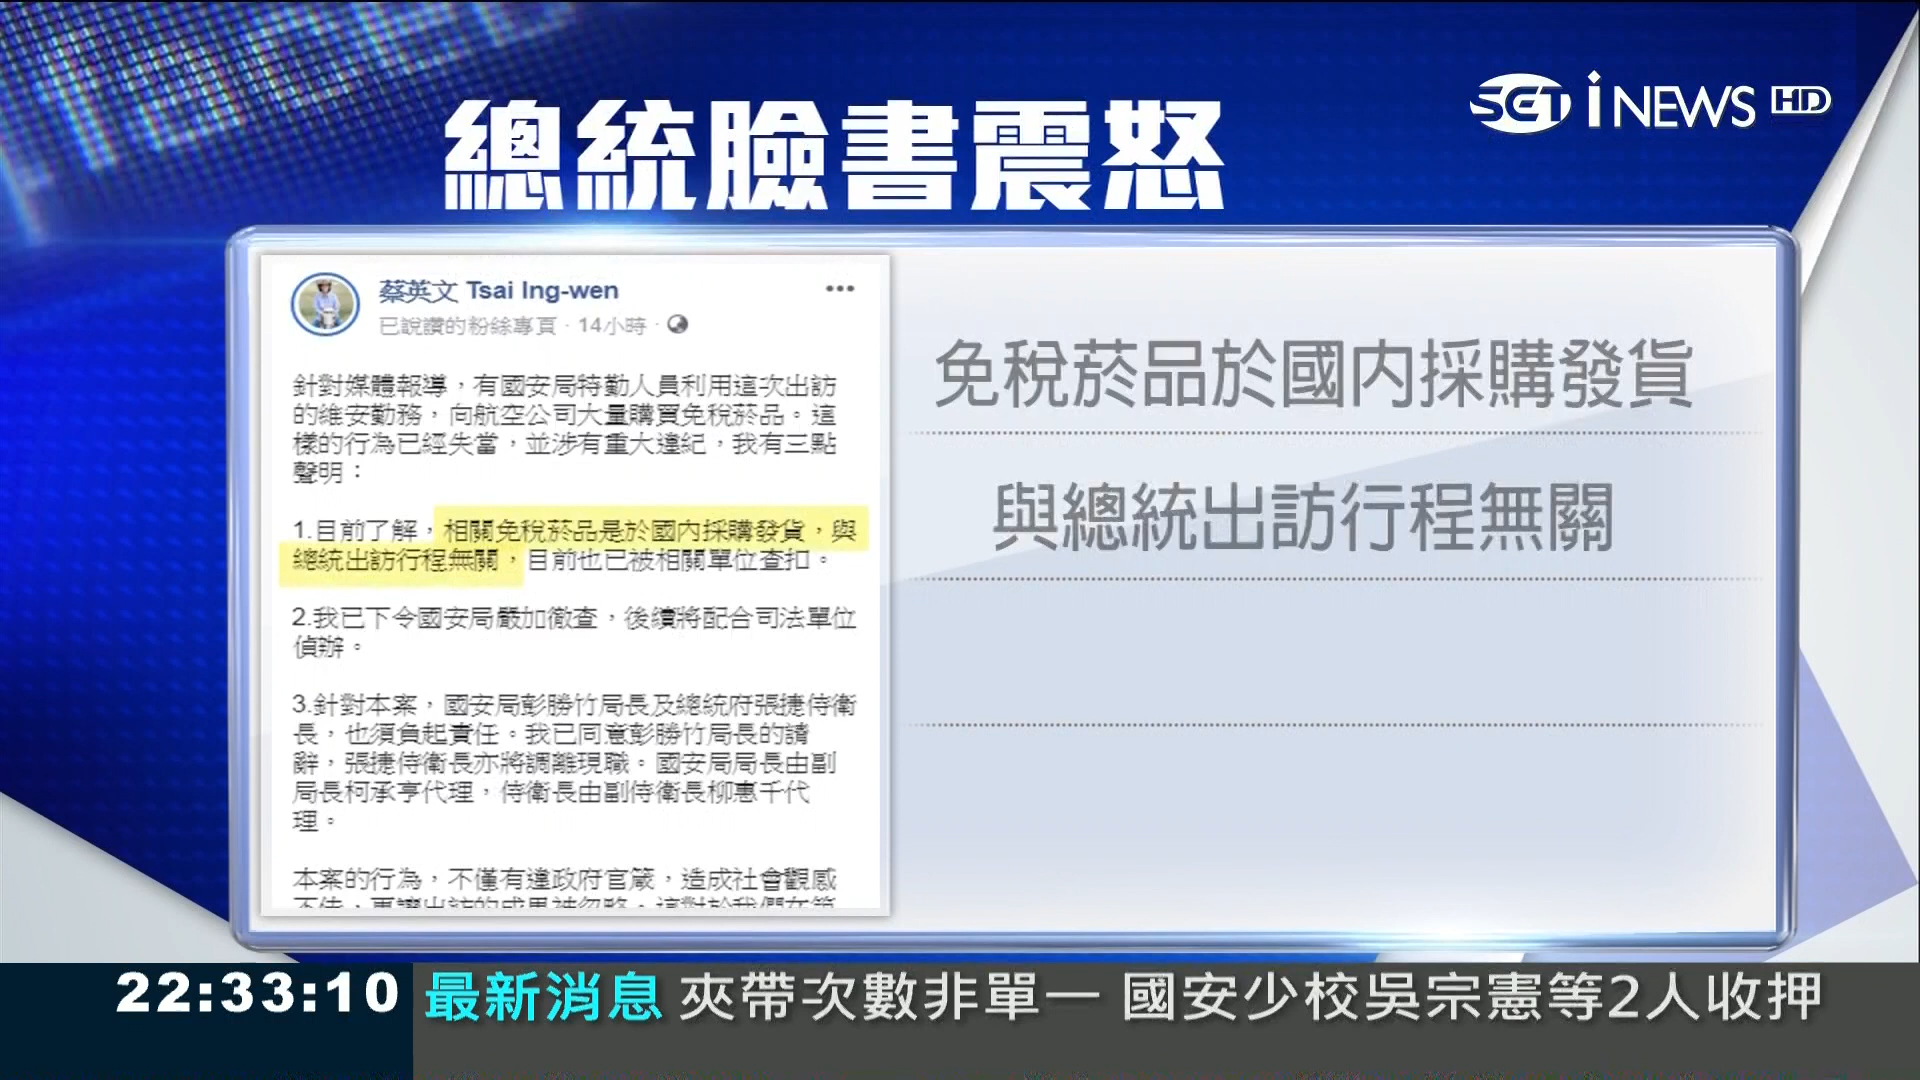 SET iNEWS HD
總統臉書震怒
蔡英文 Tsai Ing-wen
已說讚的粉絲專頁 · 14小時 ·
針對媒體報導，有國安局特勤人員利用這次出訪
的維安勤務，向航空公司大量購買免稅菸品。這
樣的行為已經失當，並涉有重大違紀，我有三點
聲明：
1.目前了解，相關免稅菸品是於國內採購發貨，與
總統出訪行程無關，目前也已被相關單位查扣。
2.我已下令國安局嚴加徹查，後續將配合司法單位
偵辦。
3.針對本案，國安局彭勝竹局長及總統府張捷侍衛
長，也須負起責任。我已同意彭勝竹局長的請
辭，張捷侍衛長亦將調離現職。國安局局長由副
局長柯承亨代理，侍衛長由副侍衛長柳惠千代
理。
本案的行為，不僅有違政府官箴，造成社會觀感
免稅菸品於國內採購發貨
與總統出訪行程無關
22:33:10 最新消息 夾帶次數非單一 國安少校吳宗憲等2人收押